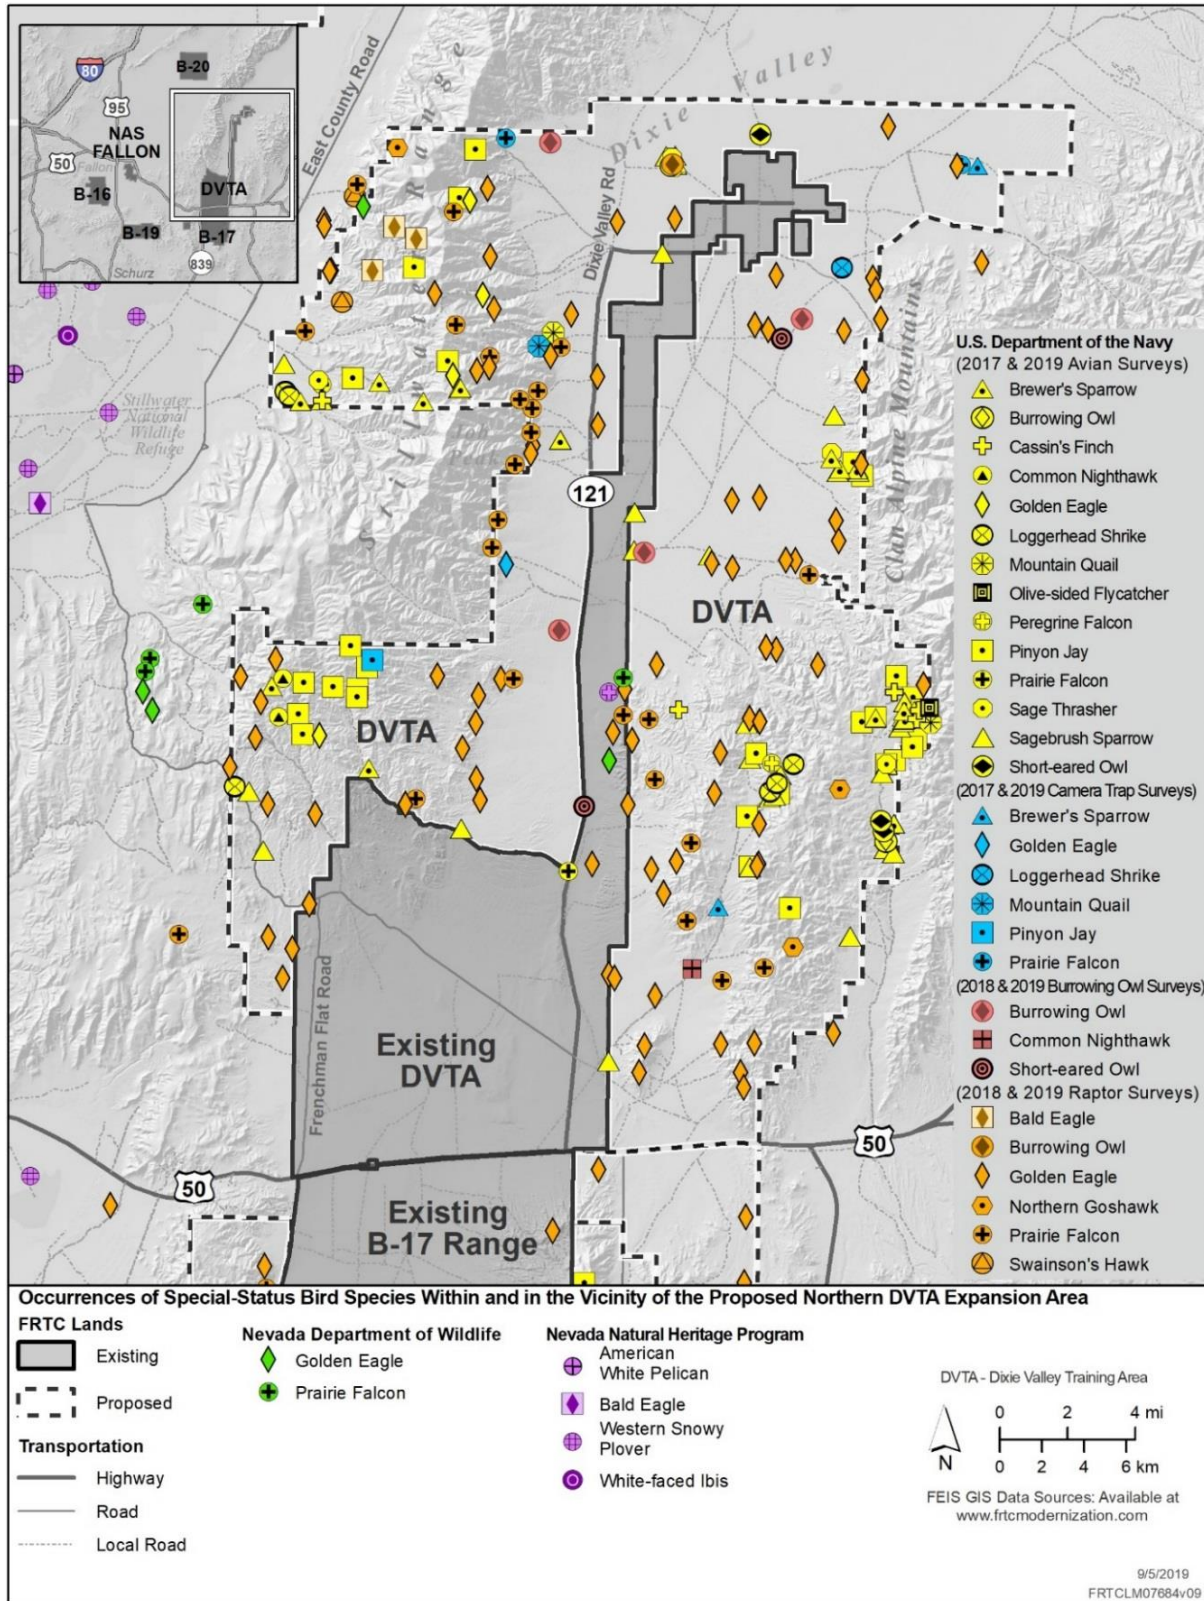 80
B-20
95
NAS
FALLON
50
Fallon
DVTA
B-16
B-19
B-17
839
Schurz
East County Road
Stillwater Range
Dixie Valley
Dixie Valley Rd
Stillwater
National
Wildlife
Refuge
121
Clan Alpine Mountains
DVTA
DVTA
Frenchman Flat Road
Existing
DVTA
50
50
Existing
B-17 Range
U.S. Department of the Navy
(2017 & 2019 Avian Surveys)
Brewer's Sparrow
Burrowing Owl
Cassin's Finch
Common Nighthawk
Golden Eagle
Loggerhead Shrike
Mountain Quail
Olive-sided Flycatcher
Peregrine Falcon
Pinyon Jay
Prairie Falcon
Sage Thrasher
Sagebrush Sparrow
Short-eared Owl
(2017 & 2019 Camera Trap Surveys)
Brewer's Sparrow
Golden Eagle
Loggerhead Shrike
Mountain Quail
Pinyon Jay
Prairie Falcon
(2018 & 2019 Burrowing Owl Surveys)
Burrowing Owl
Common Nighthawk
Short-eared Owl
(2018 & 2019 Raptor Surveys)
Bald Eagle
Burrowing Owl
Golden Eagle
Northern Goshawk
Prairie Falcon
Swainson's Hawk
Occurrences of Special-Status Bird Species Within and in the Vicinity of the Proposed Northern DVTA Expansion Area
FRTC Lands
Existing
Proposed
Transportation
Highway
Road
Local Road
Nevada Department of Wildlife
Golden Eagle
Prairie Falcon
Nevada Natural Heritage Program
American
White Pelican
Bald Eagle
Western Snowy
Plover
White-faced Ibis
DVTA - Dixie Valley Training Area
N
0 2 4 mi
0 2 4 6 km
FEIS GIS Data Sources: Available at
www.frtcmodernization.com
9/5/2019
FRTCLM07684v09